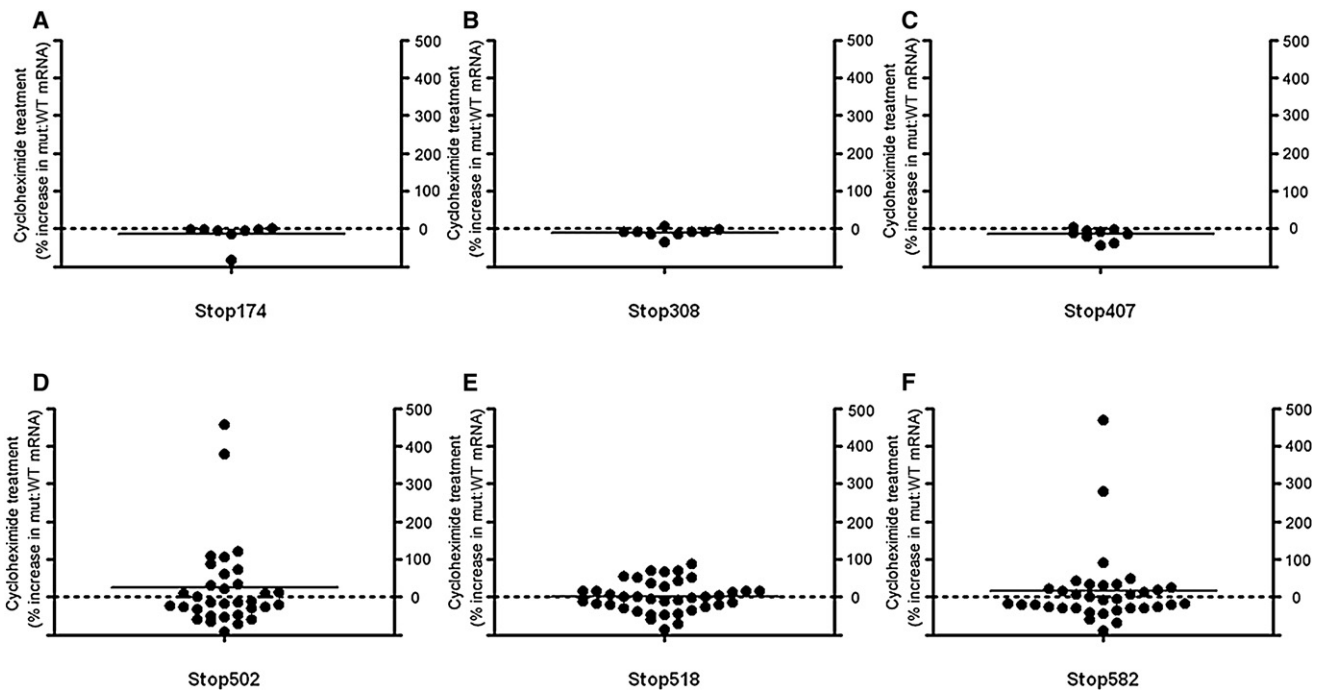 A
Cycloheximide treatment
(% increase in mut:WT mRNA)
500
400
300
200
100
0
Stop174
B
Cycloheximide treatment
(% increase in mut:WT mRNA)
500
400
300
200
100
0
Stop308
C
Cycloheximide treatment
(% increase in mut:WT mRNA)
500
400
300
200
100
0
Stop407
D
Cycloheximide treatment
(% increase in mut:WT mRNA)
500
400
300
200
100
0
Stop502
E
Cycloheximide treatment
(% increase in mut:WT mRNA)
500
400
300
200
100
0
Stop518
F
Cycloheximide treatment
(% increase in mut:WT mRNA)
500
400
300
200
100
0
Stop582